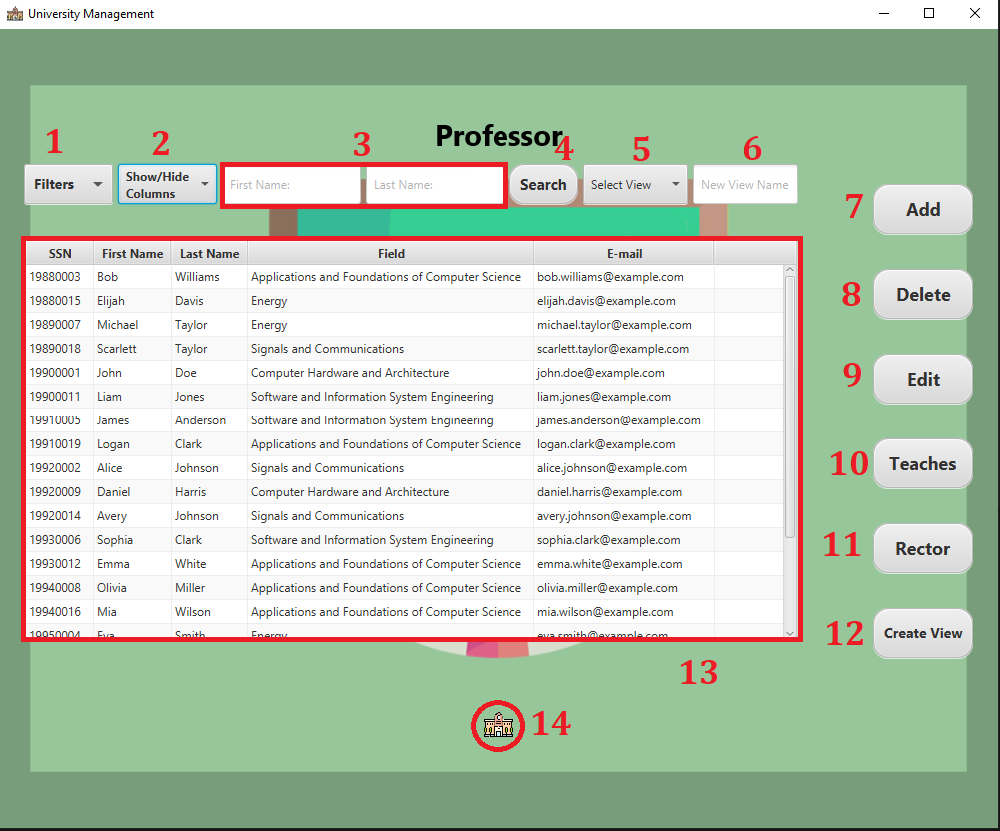 University Management
Professor
1 2 3 4 5 6
Filters Show/Hide Columns First Name: Last Name: Search Select View New View Name
7 Add
SSN First Name Last Name Field E-mail
19880003 Bob Williams Applications and Foundations of Computer Science bob.williams@example.com
8 Delete
19880015 Elijah Davis Energy elijah.davis@example.com
19890007 Michael Taylor Energy michael.taylor@example.com
19890018 Scarlett Taylor Signals and Communications scarlett.taylor@example.com
19900001 John Doe Computer Hardware and Architecture john.doe@example.com
9 Edit
19900011 Liam Jones Software and Information System Engineering liam.jones@example.com
19910005 James Anderson Software and Information System Engineering james.anderson@example.com
19910019 Logan Clark Applications and Foundations of Computer Science logan.clark@example.com
19920002 Alice Johnson Signals and Communications alice.johnson@example.com
10 Teaches
19920009 Daniel Harris Computer Hardware and Architecture daniel.harris@example.com
19920014 Avery Johnson Signals and Communications avery.johnson@example.com
19930006 Sophia Clark Software and Information System Engineering sophia.clark@example.com
11 Rector
19930012 Emma White Applications and Foundations of Computer Science emma.white@example.com
19940008 Olivia Miller Applications and Foundations of Computer Science olivia.miller@example.com
19940016 Mia Wilson Applications and Foundations of Computer Science mia.wilson@example.com
19950004 Eva Smith Energy eva.smith@example.com
12 Create View
13
14